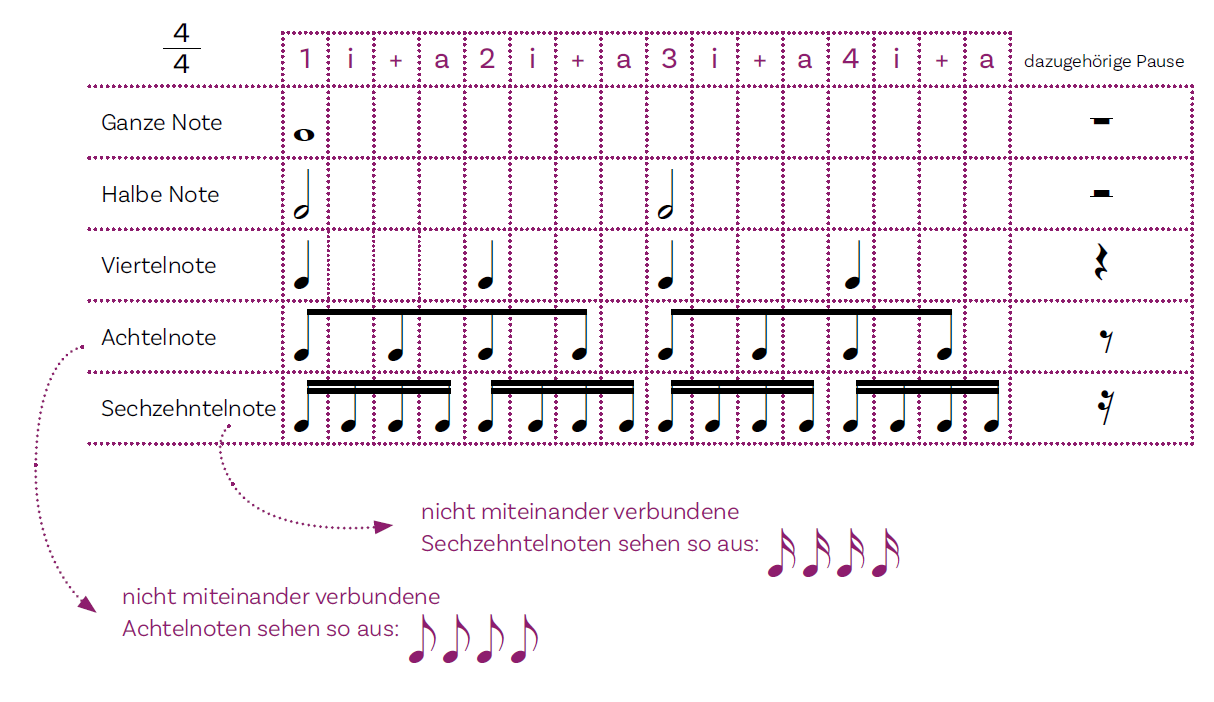 4
4
1 i + a 2 i + a 3 i + a 4 i + a dazugehörige Pause
Ganze Note
Halbe Note
Viertelnote
Achtelnote
Sechzehntelnote
nicht miteinander verbundene
Sechzehntelnoten sehen so aus:
nicht miteinander verbundene
Achtelnoten sehen so aus: